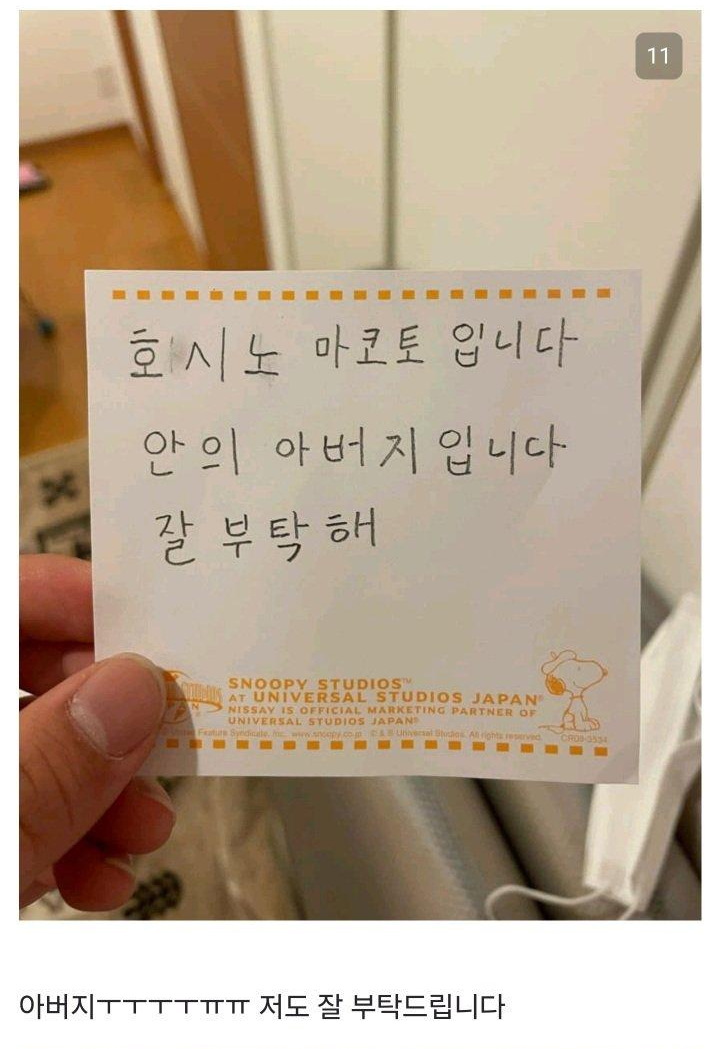 11
호시노 마코토 입니다
안의 아버지입니다
잘 부탁해
SNOOPY STUDIOS™
AT UNIVERSAL STUDIOS JAPAN®
NISSAY IS OFFICIAL MARKETING PARTNER OF
UNIVERSAL STUDIOS JAPAN®
Feature Syndicate, Inc. www.snoopy.co.jp © & ® Universal Studios. All rights reserved. CR09-3534
아버지ㅜㅜㅜㅜㅠㅠ 저도 잘 부탁드립니다